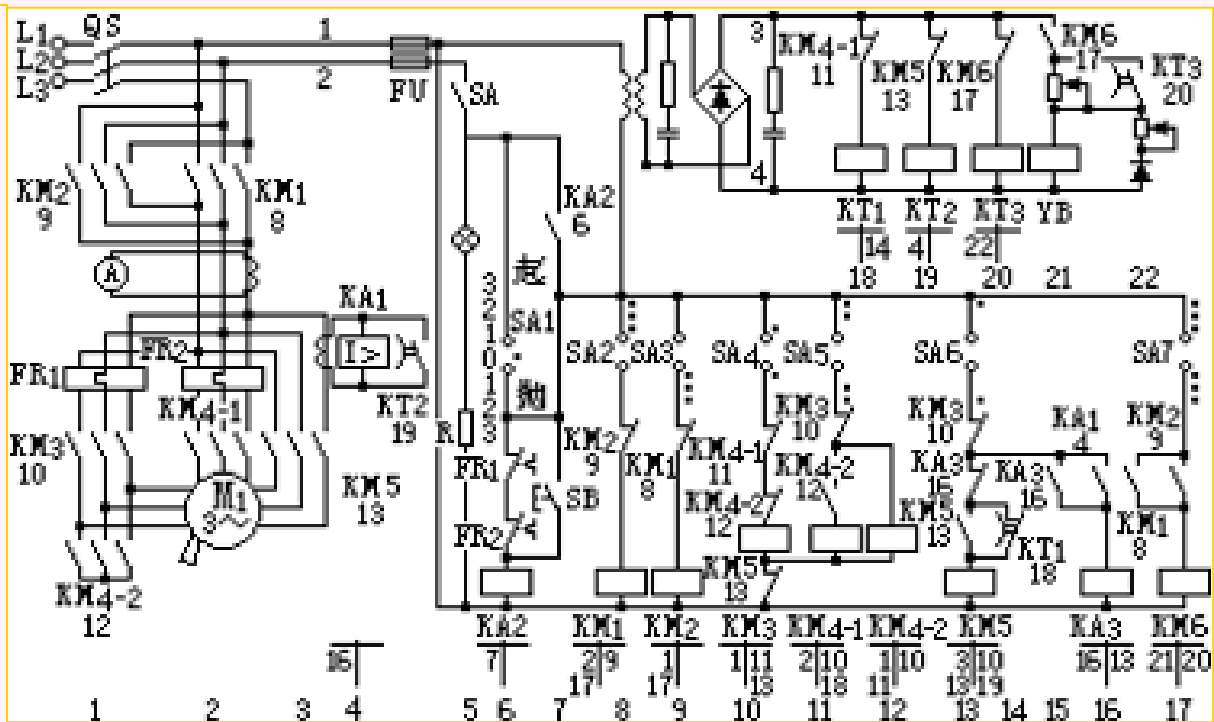 L1 QS 1 3 KM6
L2 2 KM4-1 17 KT3
L3 FU SA 11 KM5 KM6 20
13 17
4
KM2 KM1 KA2
9 8 6
KT1 KT2 KT3 YB
14 4 22
A 18 19 20 21 22
KA1 3
2
1 SA1
I> 0 SA2 SA3 SA4 SA5 SA6 SA7
FR2 1
FR1 2
KM4-1 KT2 3
19 R
KM3 KM3 KM3 KA1 KM2
10 FR1 KM2 KM1 KM4-1 10 10 4 9
9 8 11 KM4-2 KA3 KA3
M1 KM5 SB 12 16 16
3~ 13 KM4-2 KM5 KM1
FR2 12 13 KT1 8
KM5 18
KM4-2 13
12
KA2 KM1 KM2 KM3 KM4-1 KM4-2 KM5 KA3 KM6
16 7 2 9 1 1 11 2 10 1 10 3 10 16 13 21 20
17 17 13 18 11 13 19
1 2 3 4 5 6 7 8 9 10 11 12 13 14 15 16 17